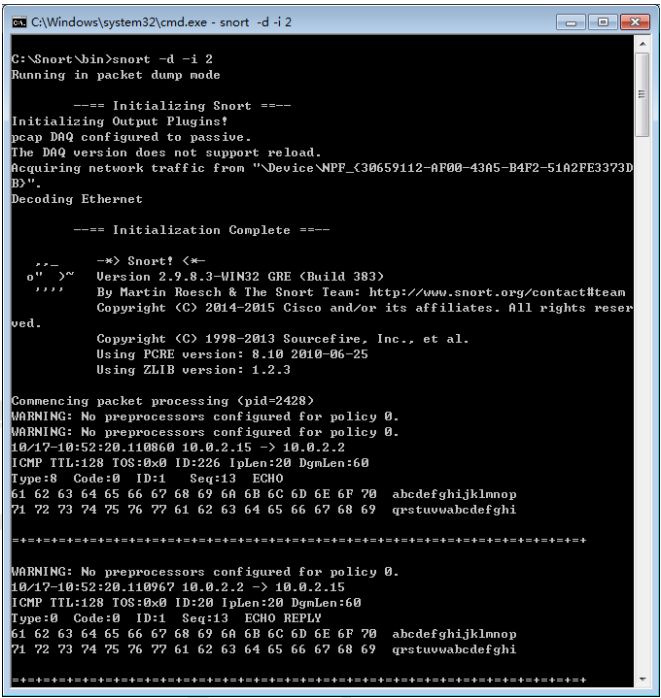 C:\Windows\system32\cmd.exe - snort -d -i 2
C:\Snort\bin>snort -d -i 2
Running in packet dump mode
--== Initializing Snort ==--
Initializing Output Plugins!
pcap DAQ configured to passive.
The DAQ version does not support reload.
Acquiring network traffic from "\Device\NPF_{30659112-AF00-43A5-B4F2-51A2FE3373D
B}".
Decoding Ethernet
--== Initialization Complete ==--
,,_     -*> Snort! <*-
o"  )~   Version 2.9.8.3-WIN32 GRE (Build 383)
''''    By Martin Roesch & The Snort Team: http://www.snort.org/contact#team
Copyright (C) 2014-2015 Cisco and/or its affiliates. All rights reser
ved.
Copyright (C) 1998-2013 Sourcefire, Inc., et al.
Using PCRE version: 8.10 2010-06-25
Using ZLIB version: 1.2.3
Commencing packet processing (pid=2428)
WARNING: No preprocessors configured for policy 0.
WARNING: No preprocessors configured for policy 0.
10/17-10:52:20.110860 10.0.2.15 -> 10.0.2.2
ICMP TTL:128 TOS:0x0 ID:226 IpLen:20 DgmLen:60
Type:8  Code:0  ID:1   Seq:13  ECHO
61 62 63 64 65 66 67 68 69 6A 6B 6C 6D 6E 6F 70  abcdefghijklmnop
71 72 73 74 75 76 77 61 62 63 64 65 66 67 68 69  qrstuvwabcdefghi
=+=+=+=+=+=+=+=+=+=+=+=+=+=+=+=+=+=+=+=+=+=+=+=+=+=+=+=+=+=+=+=+=+=+=+=+=+
WARNING: No preprocessors configured for policy 0.
10/17-10:52:20.110967 10.0.2.2 -> 10.0.2.15
ICMP TTL:128 TOS:0x0 ID:20 IpLen:20 DgmLen:60
Type:0  Code:0  ID:1  Seq:13  ECHO REPLY
61 62 63 64 65 66 67 68 69 6A 6B 6C 6D 6E 6F 70  abcdefghijklmnop
71 72 73 74 75 76 77 61 62 63 64 65 66 67 68 69  qrstuvwabcdefghi
=+=+=+=+=+=+=+=+=+=+=+=+=+=+=+=+=+=+=+=+=+=+=+=+=+=+=+=+=+=+=+=+=+=+=+=+=+